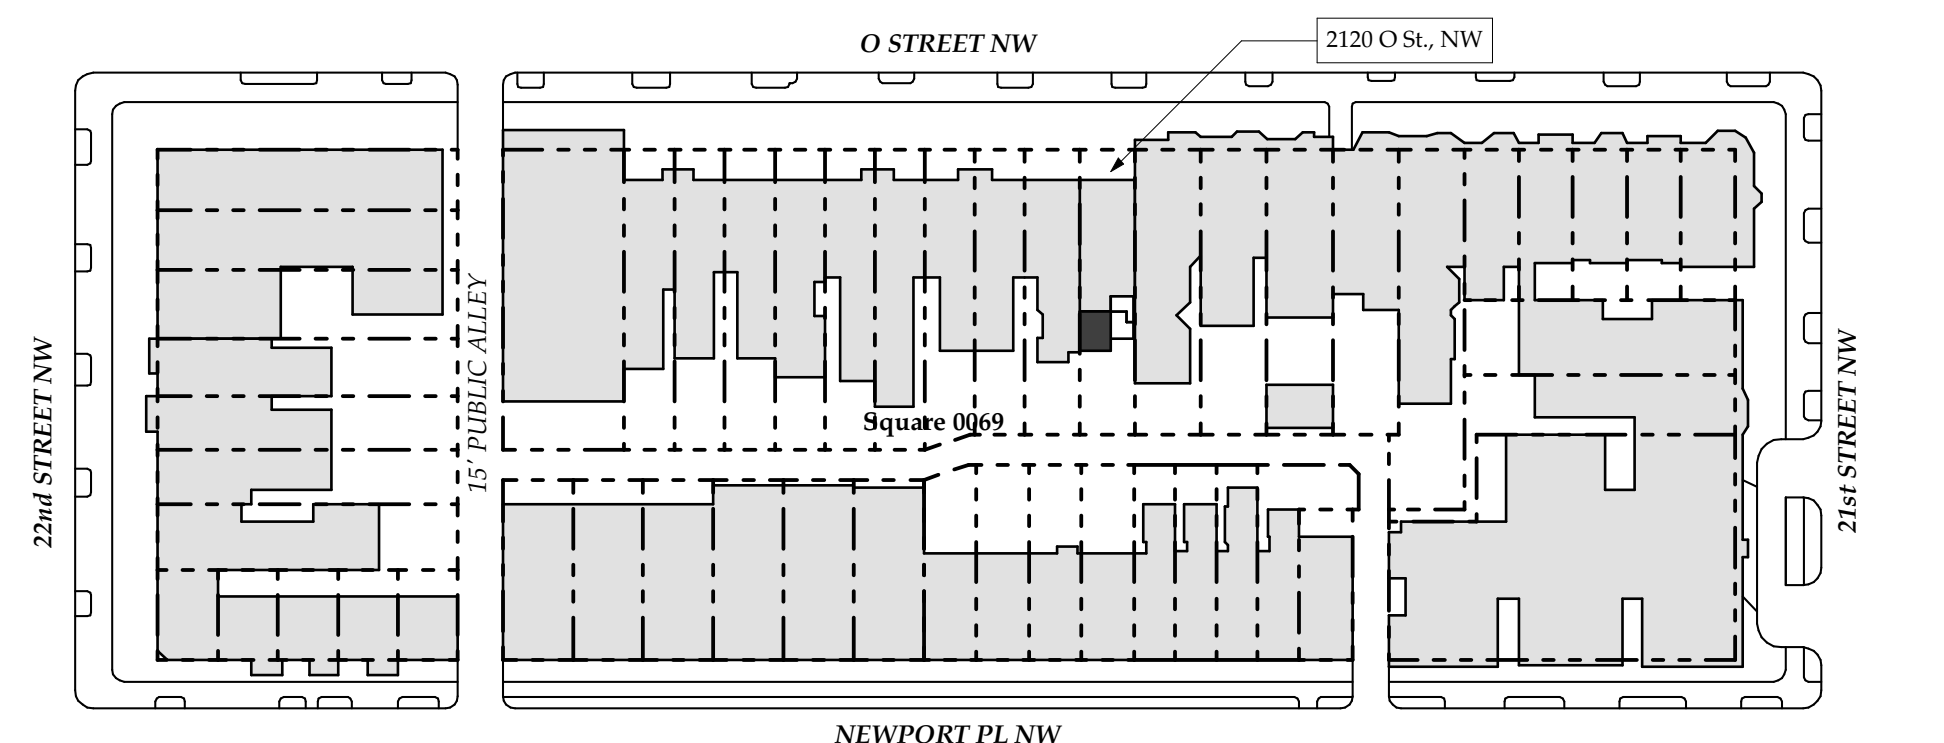 2120 O St., NW
O STREET NW
15' PUBLIC ALLEY
22nd STREET NW
Square 0069
21st STREET NW
NEWPORT PL NW